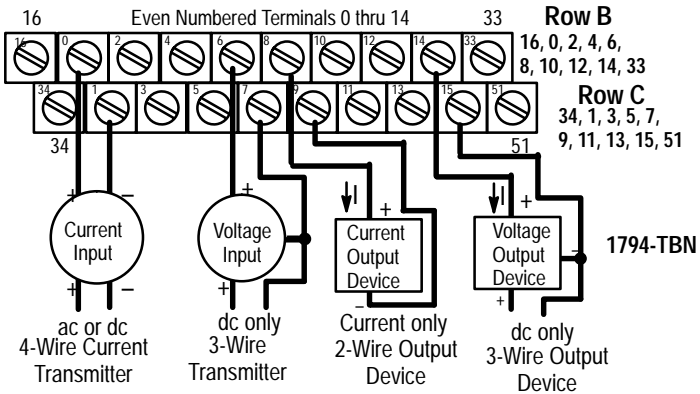 16 Even Numbered Terminals 0 thru 14 33 Row B
16, 0, 2, 4, 6,
8, 10, 12, 14, 33
16 0 2 4 6 8 10 12 14 33
Row C
34, 1, 3, 5, 7,
9, 11, 13, 15, 51
34 1 3 5 7 9 11 13 15 51
34 51
+ − + I + I +
Current
Input
Voltage
Input
Current
Output
Device
Voltage
Output
Device
−
1794-TBN
+ − + − +
ac or dc
4-Wire Current
Transmitter
dc only
3-Wire
Transmitter
Current only
2-Wire Output
Device
dc only
3-Wire Output
Device